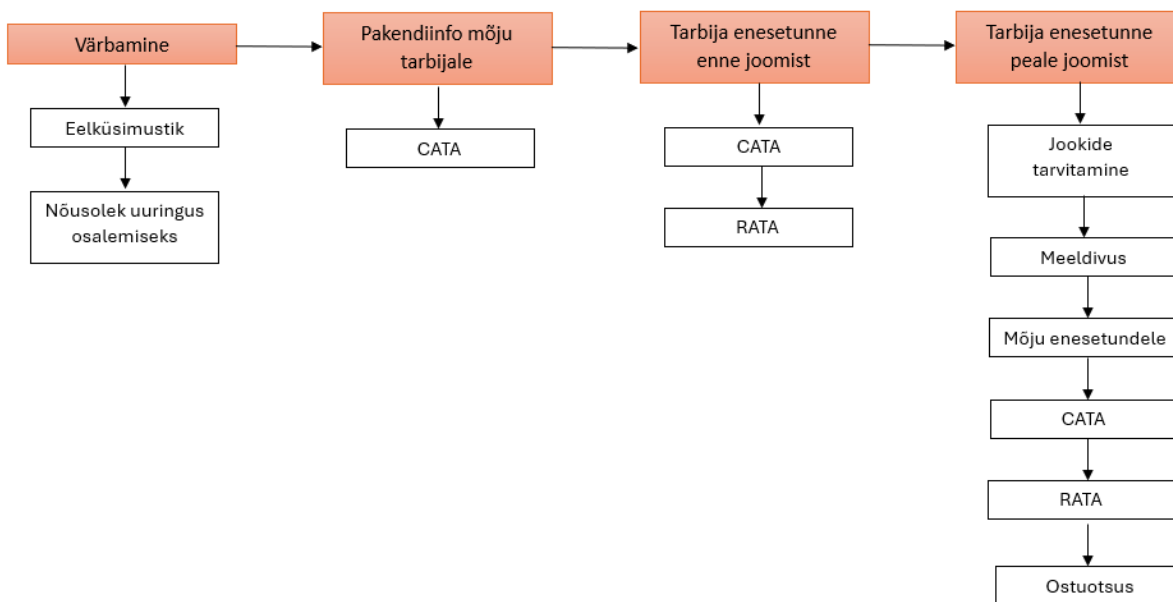 Värbamine
Eelküsimustik
Nõusolek uuringus
osalemiseks
Pakendiinfo mõju
tarbijale
CATA
Tarbija enesetunne
enne joomist
CATA
RATA
Tarbija enesetunne
peale joomist
Jookide
tarvitamine
Meeldivus
Mõju enesetundele
CATA
RATA
Ostuotsus